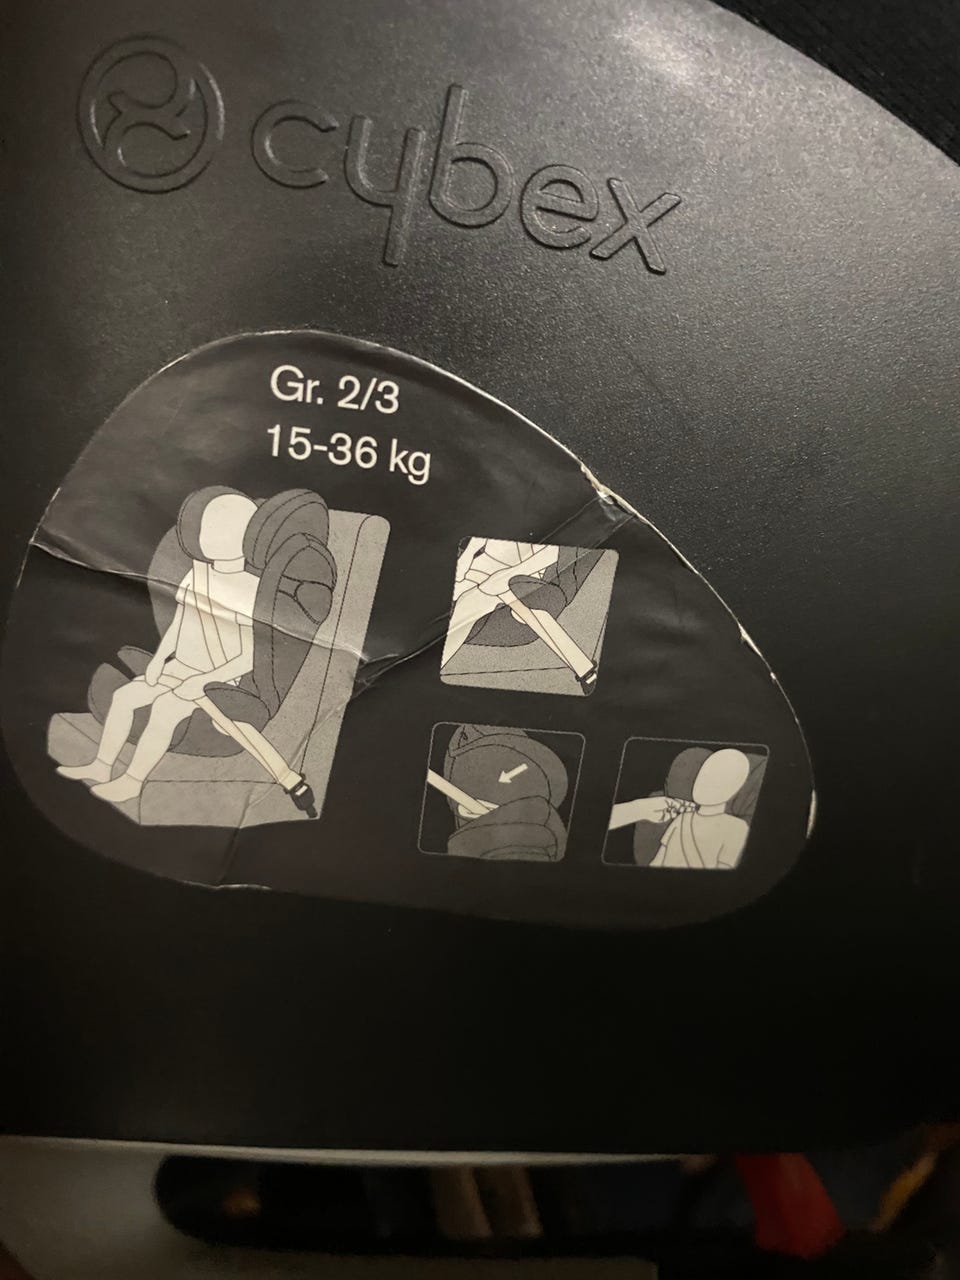 cybex
Gr. 2/3
15-36 kg